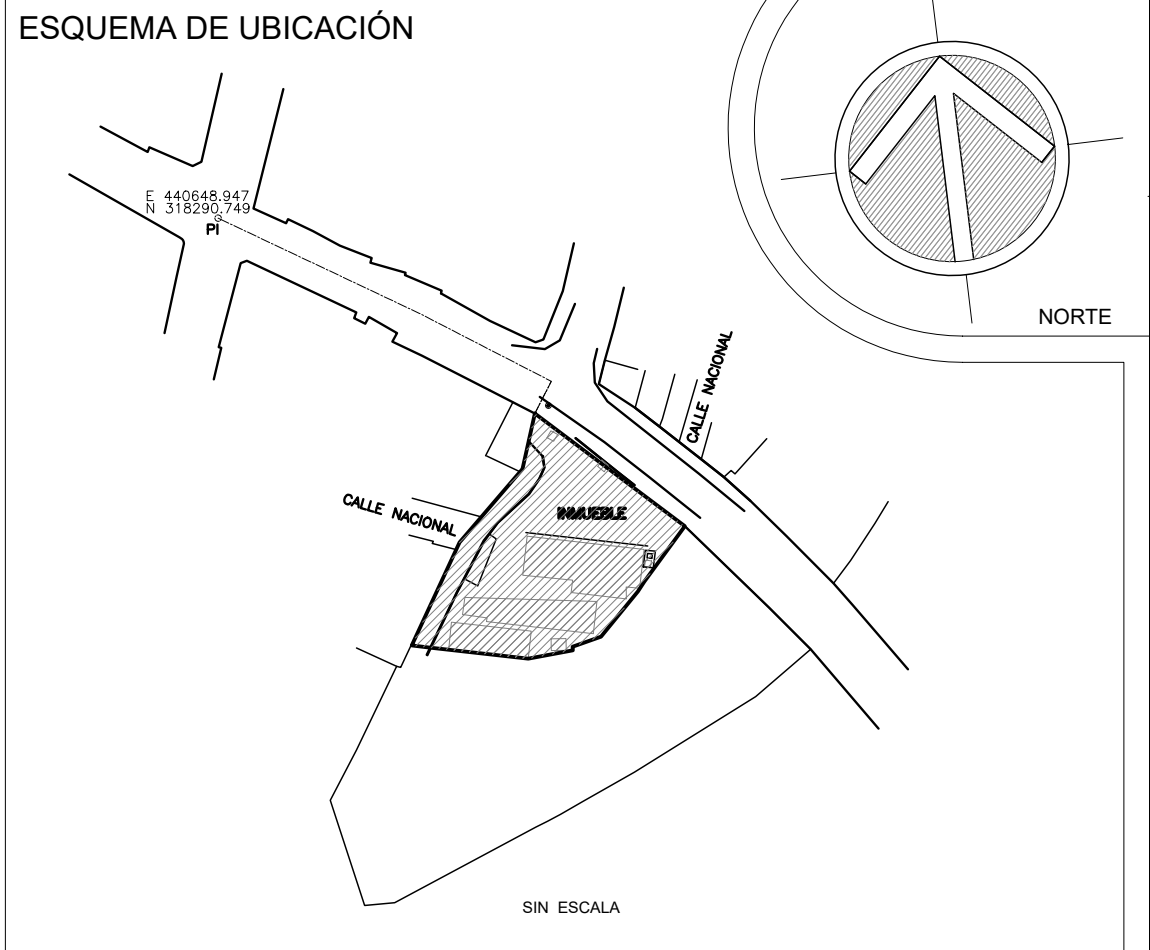 ESQUEMA DE UBICACIÓN
E 440648.947
N 318290.749
PI
NORTE
CALLE NACIONAL
CALLE NACIONAL
INMUEBLE
SIN ESCALA